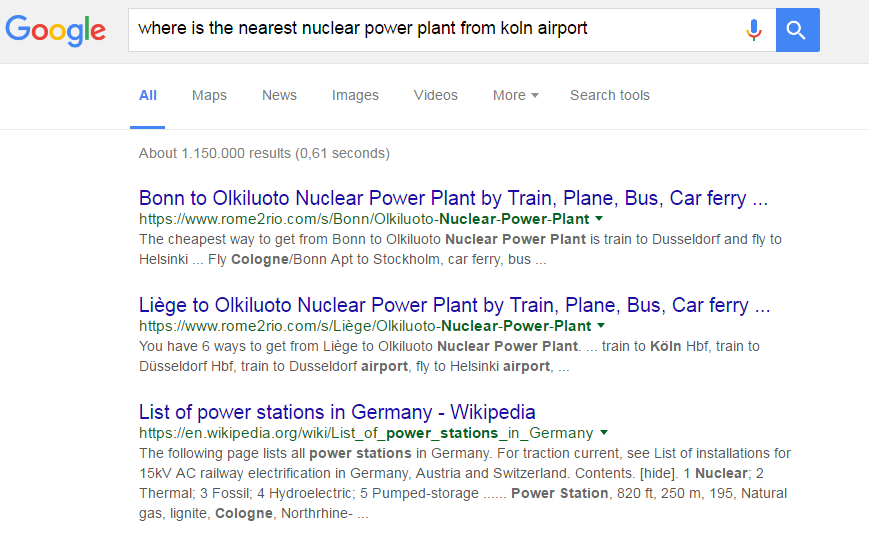 Google
where is the nearest nuclear power plant from koln airport
All Maps News Images Videos More Search tools
About 1.150.000 results (0,61 seconds)
Bonn to Olkiluoto Nuclear Power Plant by Train, Plane, Bus, Car ferry ...
https://www.rome2rio.com/s/Bonn/Olkiluoto-Nuclear-Power-Plant
The cheapest way to get from Bonn to Olkiluoto Nuclear Power Plant is train to Dusseldorf and fly to
Helsinki ... Fly Cologne/Bonn Apt to Stockholm, car ferry, bus ...
Liège to Olkiluoto Nuclear Power Plant by Train, Plane, Bus, Car ferry ...
https://www.rome2rio.com/s/Liège/Olkiluoto-Nuclear-Power-Plant
You have 6 ways to get from Liège to Olkiluoto Nuclear Power Plant. ... train to Köln Hbf, train to
Düsseldorf Hbf, train to Dusseldorf airport, fly to Helsinki airport, ...
List of power stations in Germany - Wikipedia
https://en.wikipedia.org/wiki/List_of_power_stations_in_Germany
The following page lists all power stations in Germany. For traction current, see List of installations for
15kV AC railway electrification in Germany, Austria and Switzerland. Contents. [hide]. 1 Nuclear; 2
Thermal; 3 Fossil; 4 Hydroelectric; 5 Pumped-storage ...... Power Station, 820 ft, 250 m, 195, Natural
gas, lignite, Cologne, Northrhine- ...